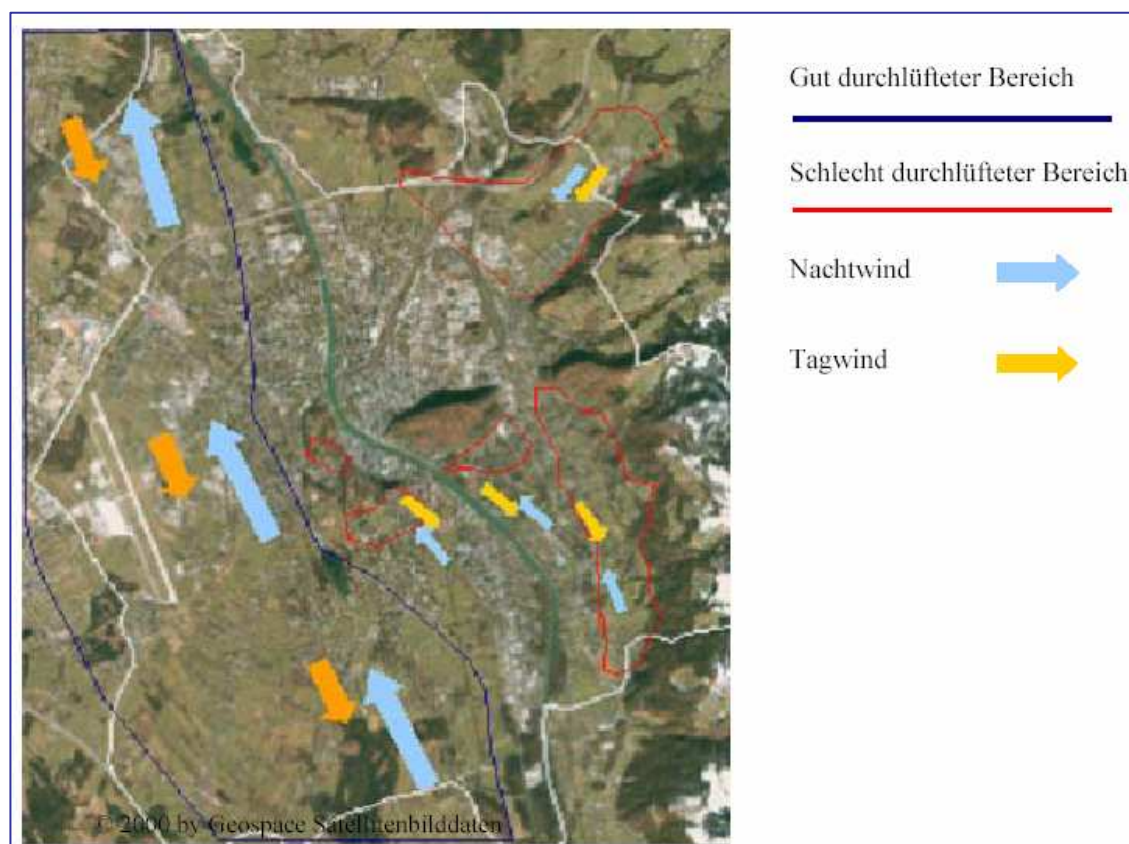 Gut durchlüfteter Bereich
Schlecht durchlüfteter Bereich
Nachtwind
Tagwind
© 2000 by Geospace Satellitenbilddaten